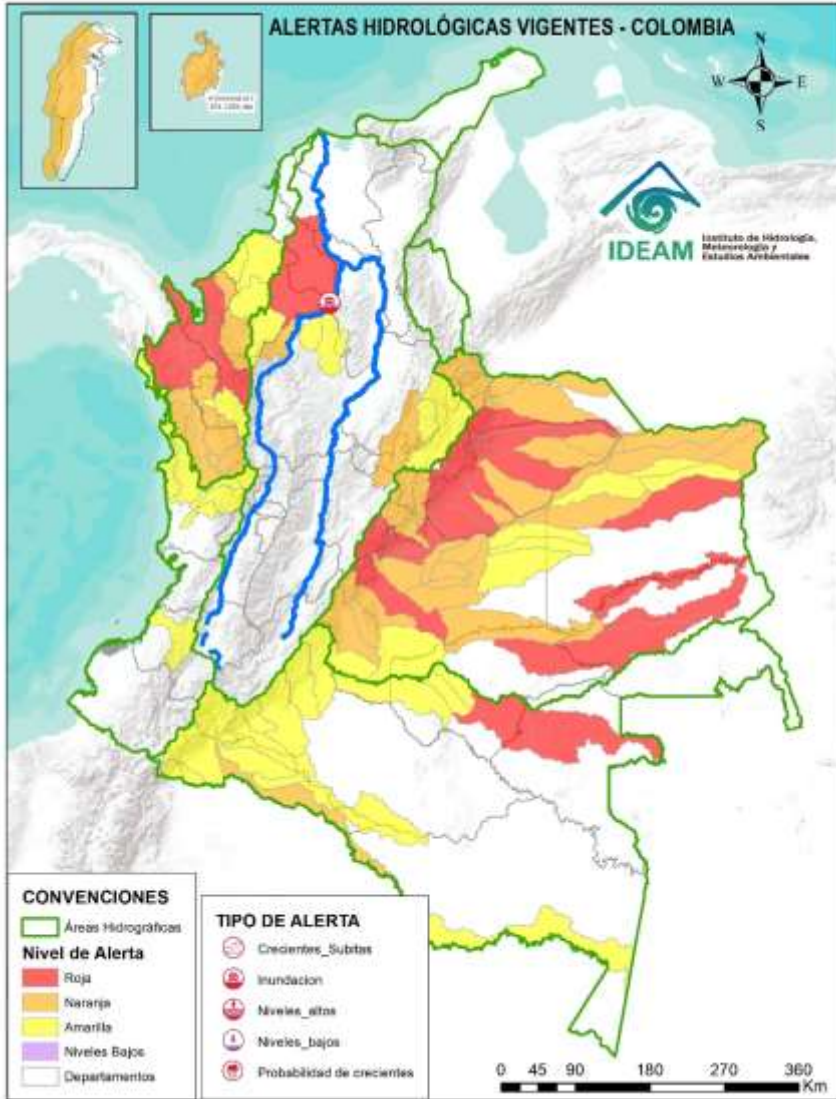 ALERTAS HIDROLÓGICAS VIGENTES - COLOMBIA
N
W
E
S
IDEAM
Instituto de Hidrología,
Meteorología y
Estudios Ambientales
CONVENCIONES
Áreas Hidrográficas
Nivel de Alerta
Roja
Naranja
Amarilla
Niveles Bajos
Departamentos
TIPO DE ALERTA
Crecientes_Subitas
Inundacion
Niveles_altos
Niveles_bajos
Probabilidad de crecientes
0 45 90 180 270 360
Km